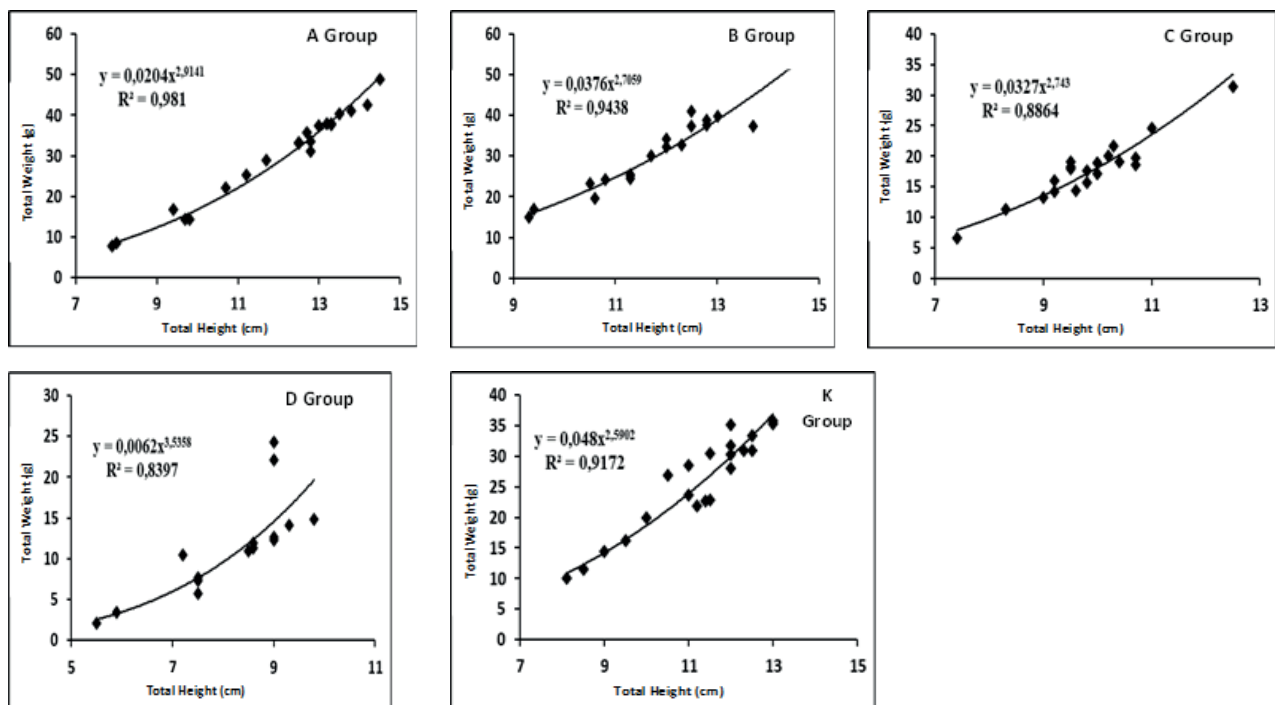 A Group
y = 0,0204x^2,9141
R² = 0,981
Total Weight [g]
60
50
40
30
20
10
0
7 9 11 13 15
Total Height (cm)
B Group
y = 0,0376x^2,7059
R² = 0,9438
Total Weight [g]
60
50
40
30
20
10
0
9 11 13 15
Total Height (cm)
C Group
y = 0,0327x^2,743
R² = 0,8864
Total Weight [g]
40
35
30
25
20
15
10
5
0
7 9 11 13
Total Height (cm)
D Group
y = 0,0062x^3,5358
R² = 0,8397
Total Weight [g]
30
25
20
15
10
5
0
5 7 9 11
Total Height (cm)
K
Group
y = 0,048x^2,5902
R² = 0,9172
Total Weight [g]
40
35
30
25
20
15
10
5
0
7 9 11 13 15
Total Height (cm)